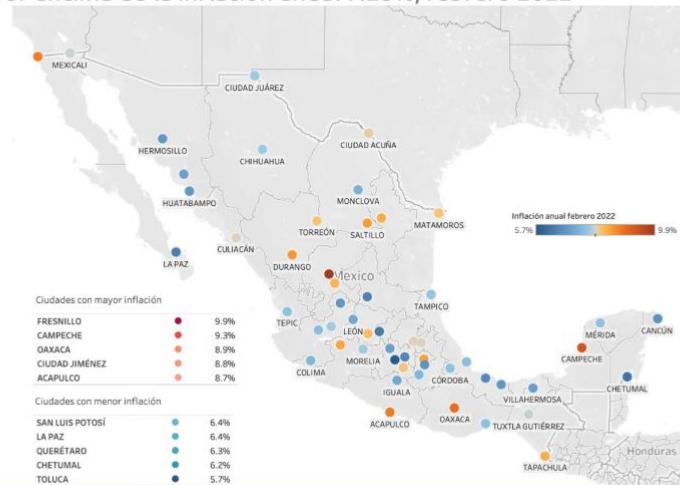 MEXICALI
CIUDAD JUÁREZ
HERMOSILLO
CHIHUAHUA
CIUDAD ACUÑA
HUATABAMPO
MONCLOVA
TORREÓN
SALTILLO
MATAMOROS
Inflación anual febrero 2022
5.7%
9.9%
LA PAZ
CULIACÁN
DURANGO
Mexico
TAMPICO
TEPIC
LEÓN
MORELIA
COLIMA
IGUALA
CÓRDOBA
MÉRIDA
CANCÚN
CAMPECHE
CHETUMAL
VILLAHERMOSA
ACAPULCO
OAXACA
TUXTLA GUTIÉRREZ
TAPACHULA
Honduras
Ciudades con mayor inflación
FRESNILLO 9.9%
CAMPECHE 9.3%
OAXACA 8.9%
CIUDAD JIMÉNEZ 8.8%
ACAPULCO 8.7%
Ciudades con menor inflación
SAN LUIS POTOSÍ 6.4%
LA PAZ 6.4%
QUERÉTARO 6.3%
CHETUMAL 6.2%
TOLUCA 5.7%